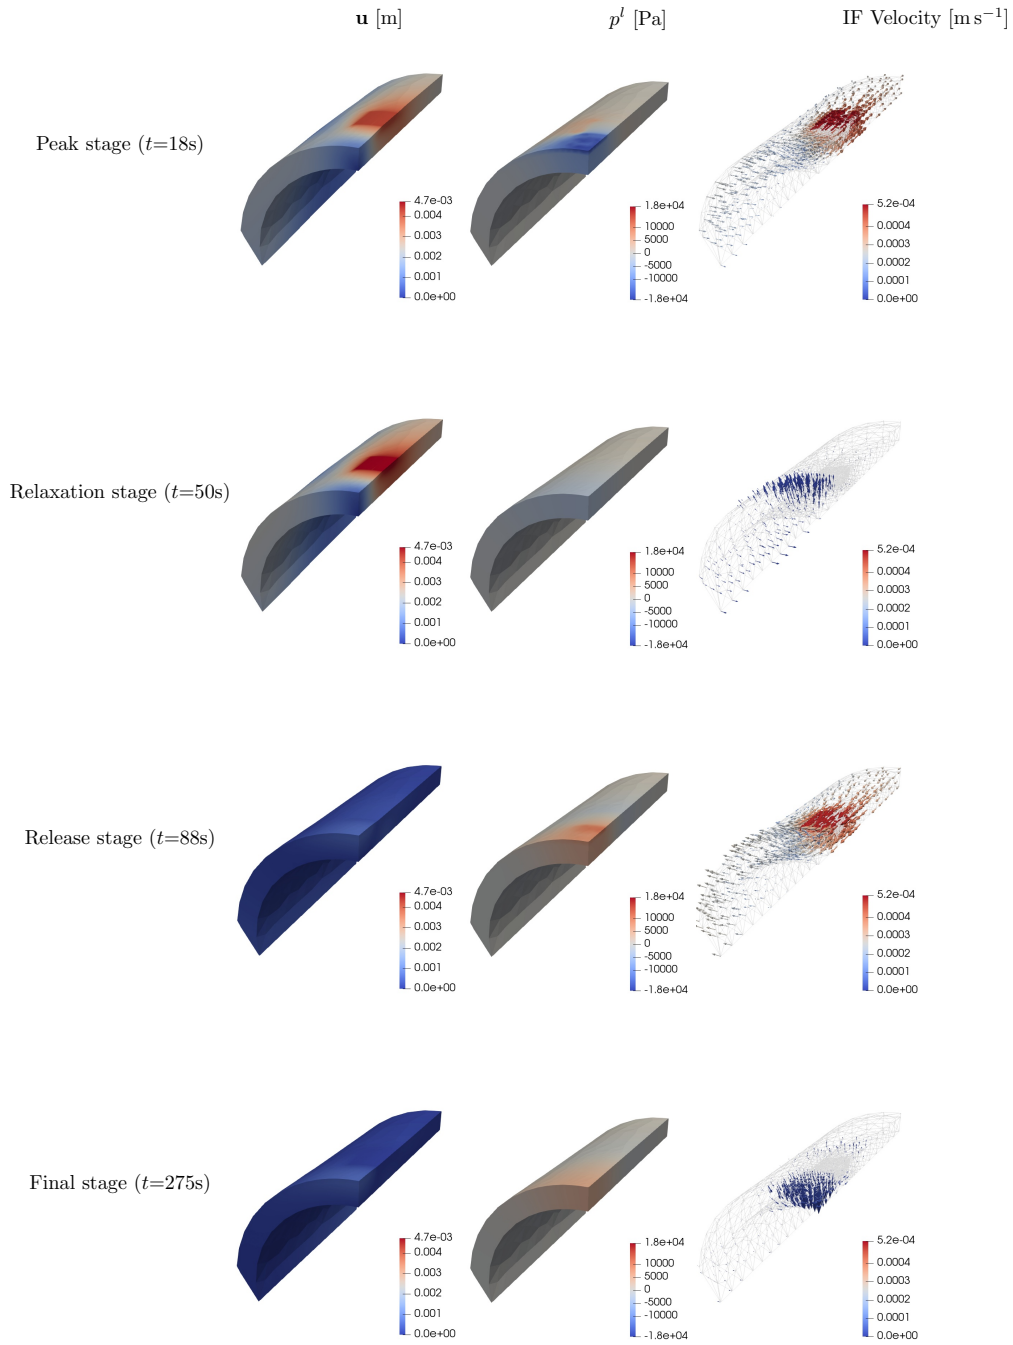 u [m]
p^l [Pa]
IF Velocity [m s⁻¹]
Peak stage (t=18s)
4.7e-03
0.004
0.003
0.002
0.001
0.0e+00
1.8e+04
10000
5000
0
-5000
-10000
-1.8e+04
5.2e-04
0.0004
0.0003
0.0002
0.0001
0.0e+00
Relaxation stage (t=50s)
4.7e-03
0.004
0.003
0.002
0.001
0.0e+00
1.8e+04
10000
5000
0
-5000
-10000
-1.8e+04
5.2e-04
0.0004
0.0003
0.0002
0.0001
0.0e+00
Release stage (t=88s)
4.7e-03
0.004
0.003
0.002
0.001
0.0e+00
1.8e+04
10000
5000
0
-5000
-10000
-1.8e+04
5.2e-04
0.0004
0.0003
0.0002
0.0001
0.0e+00
Final stage (t=275s)
4.7e-03
0.004
0.003
0.002
0.001
0.0e+00
1.8e+04
10000
5000
0
-5000
-10000
-1.8e+04
5.2e-04
0.0004
0.0003
0.0002
0.0001
0.0e+00